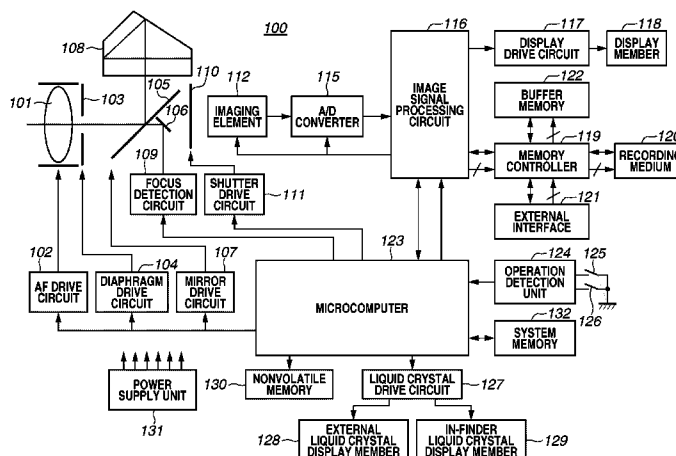 100
108
105
110
106
101
103
112
IMAGING
ELEMENT
115
A/D
CONVERTER
116
IMAGE
SIGNAL
PROCESSING
CIRCUIT
117
DISPLAY
DRIVE CIRCUIT
118
DISPLAY
MEMBER
122
BUFFER
MEMORY
119
MEMORY
CONTROLLER
120
RECORDING
MEDIUM
121
EXTERNAL
INTERFACE
109
FOCUS
DETECTION
CIRCUIT
SHUTTER
DRIVE
CIRCUIT
111
102
AF DRIVE
CIRCUIT
104
DIAPHRAGM
DRIVE
CIRCUIT
107
MIRROR
DRIVE
CIRCUIT
123
MICROCOMPUTER
124
OPERATION
DETECTION
UNIT
125
126
132
SYSTEM
MEMORY
POWER
SUPPLY UNIT
131
130
NONVOLATILE
MEMORY
LIQUID CRYSTAL
DRIVE CIRCUIT
127
128
EXTERNAL
LIQUID CRYSTAL
DISPLAY MEMBER
IN-FINDER
LIQUID CRYSTAL
DISPLAY MEMBER
129